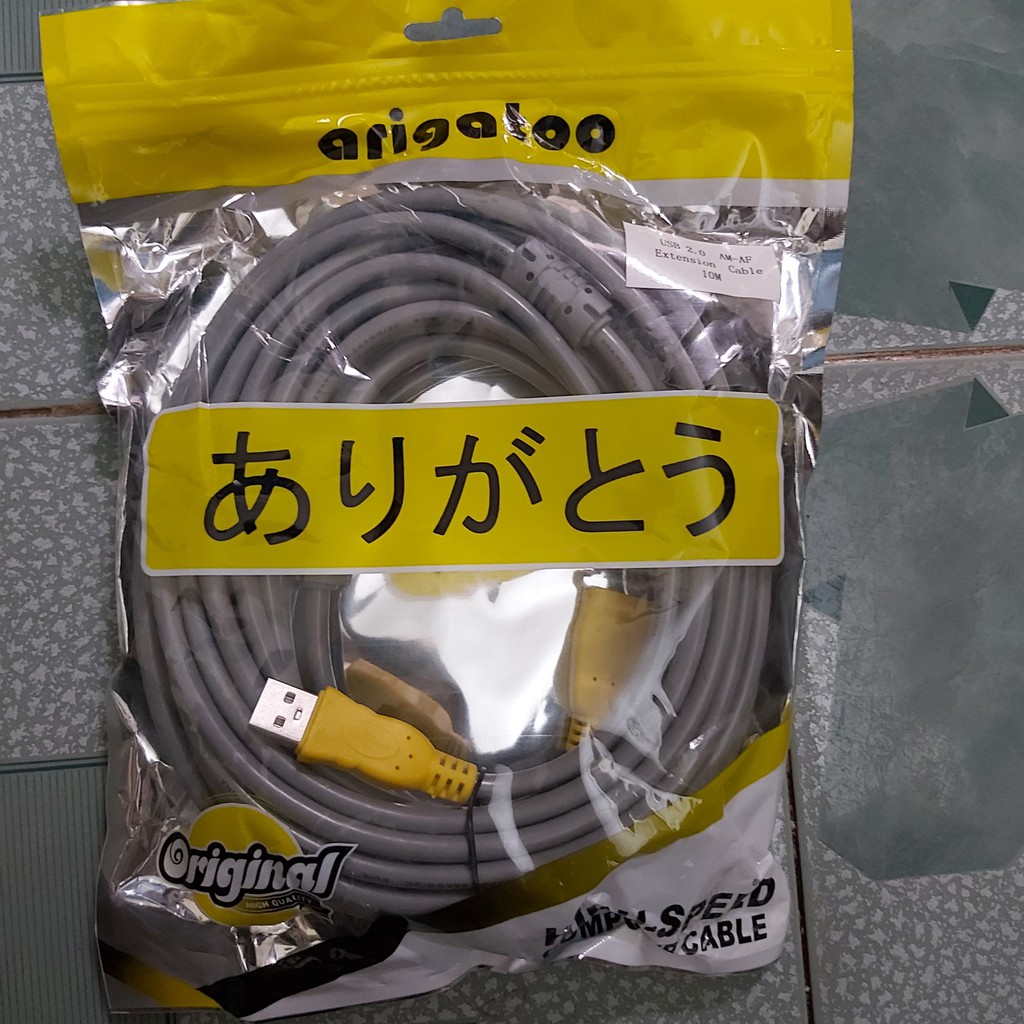 arigatoo
USB 2.0 AM-AF
Extension Cable
10M
ありがとう
Original
HIGH QUALITY
CABLE